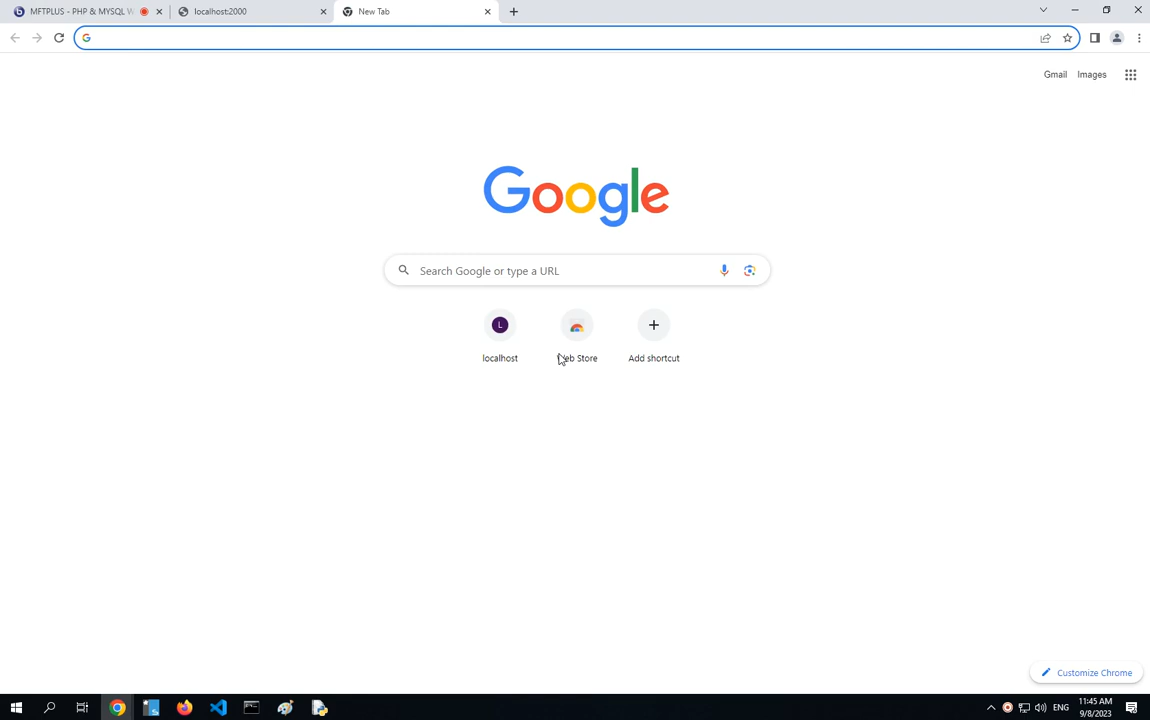 MFTPLUS - PHP & MYSQL W
localhost:2000
New Tab
Gmail
Images
Google
Search Google or type a URL
L
localhost
Web Store
Add shortcut
Customize Chrome
ENG
11:45 AM
9/8/2023